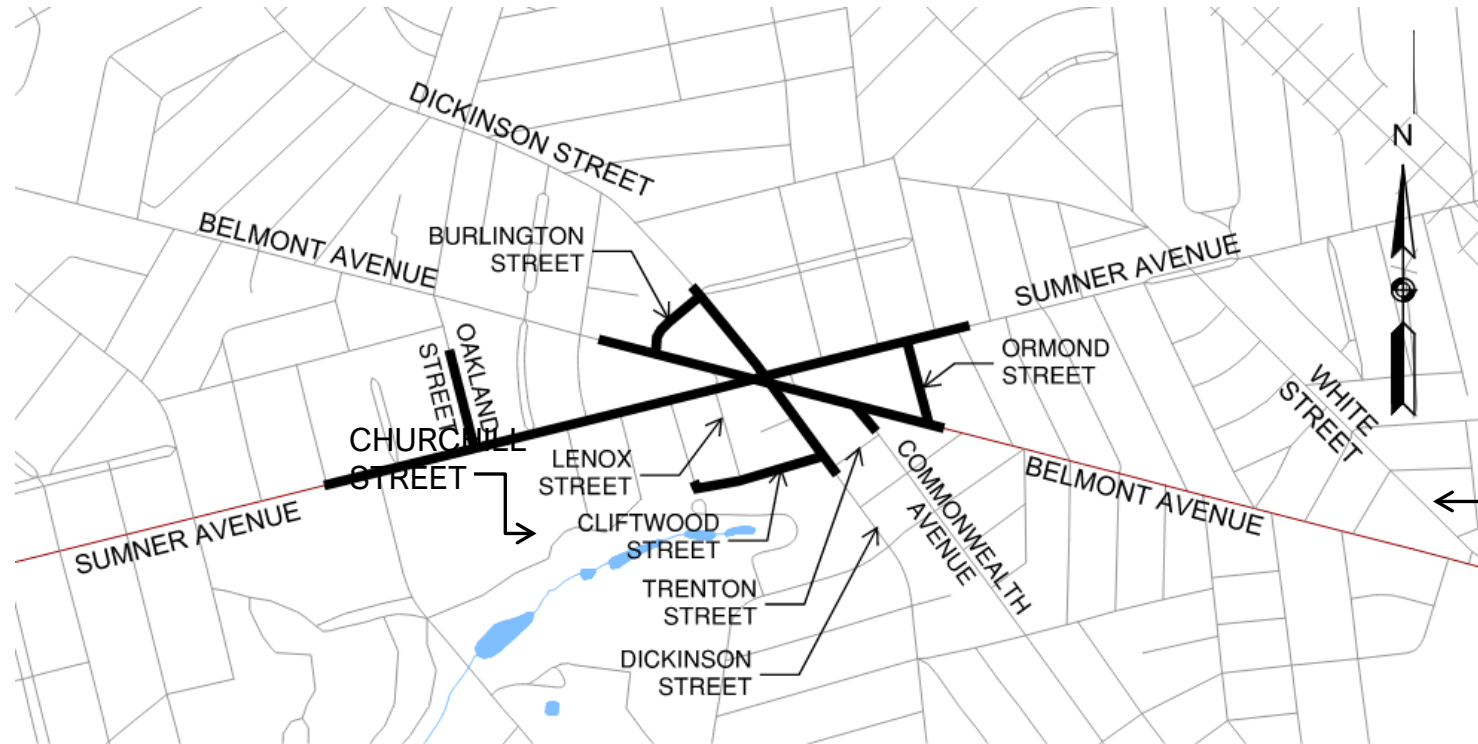 DICKINSON STREET
N
BELMONT AVENUE
BURLINGTON
STREET
SUMNER AVENUE
OAKLAND
STREET
ORMOND
STREET
WHITE
STREET
CHURCHILL
STREET
LENOX
STREET
COMMONWEALTH
AVENUE
BELMONT AVENUE
SUMNER AVENUE
CLIFTWOOD
STREET
TRENTON
STREET
DICKINSON
STREET